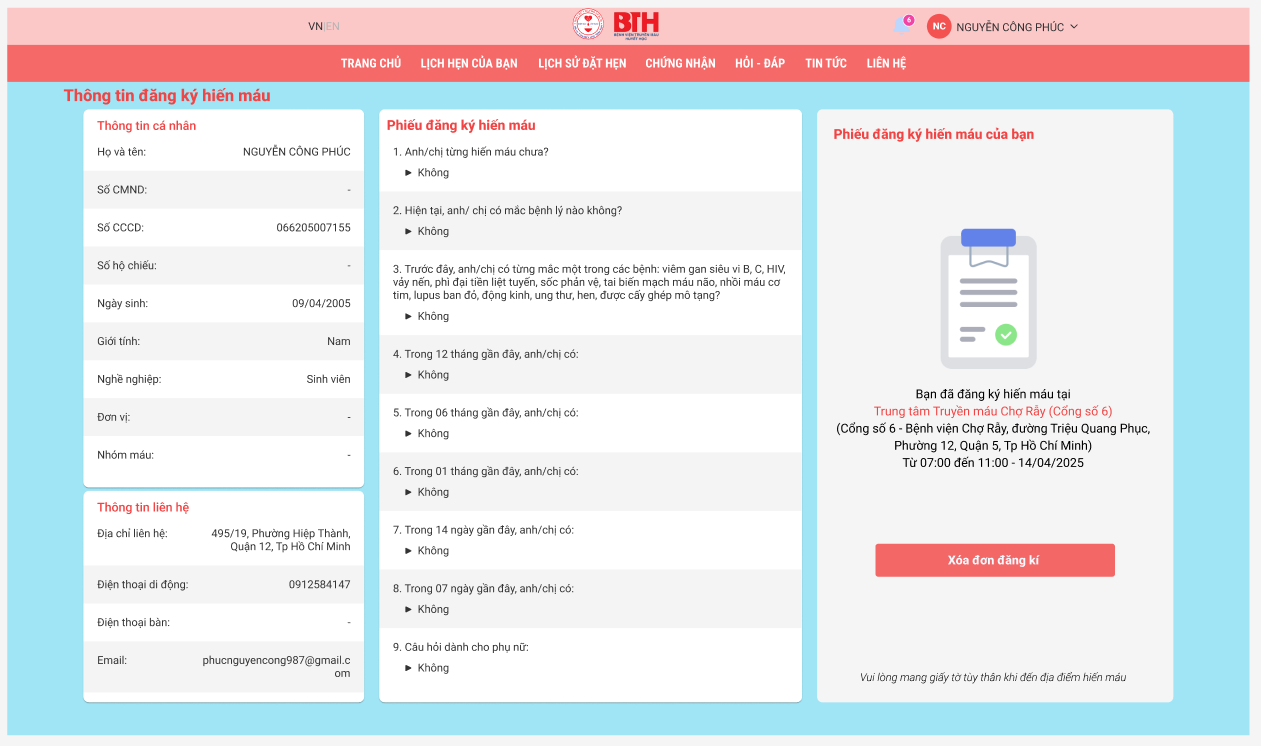 VN|EN
BTH
BỆNH VIỆN TRUYỀN MÁU
HUYẾT HỌC
6
NC
NGUYỄN CÔNG PHÚC
TRANG CHỦ
LỊCH HẸN CỦA BẠN
LỊCH SỬ ĐẶT HẸN
CHỨNG NHẬN
HỎI - ĐÁP
TIN TỨC
LIÊN HỆ
Thông tin đăng ký hiến máu
Thông tin cá nhân
Họ và tên: NGUYỄN CÔNG PHÚC
Số CMND: -
Số CCCD: 066205007155
Số hộ chiếu: -
Ngày sinh: 09/04/2005
Giới tính: Nam
Nghề nghiệp: Sinh viên
Đơn vị: -
Nhóm máu: -
Thông tin liên hệ
Địa chỉ liên hệ: 495/19, Phường Hiệp Thành,
Quận 12, Tp Hồ Chí Minh
Điện thoại di động: 0912584147
Điện thoại bàn: -
Email: phucnguyencong987@gmail.c
om
Phiếu đăng ký hiến máu
1. Anh/chị từng hiến máu chưa?
► Không
2. Hiện tại, anh/ chị có mắc bệnh lý nào không?
► Không
3. Trước đây, anh/chị có từng mắc một trong các bệnh: viêm gan siêu vi B, C, HIV,
vảy nến, phì đại tiền liệt tuyến, sốc phản vệ, tai biến mạch máu não, nhồi máu cơ
tim, lupus ban đỏ, động kinh, ung thư, hen, được cấy ghép mô tạng?
► Không
4. Trong 12 tháng gần đây, anh/chị có:
► Không
5. Trong 06 tháng gần đây, anh/chị có:
► Không
6. Trong 01 tháng gần đây, anh/chị có:
► Không
7. Trong 14 ngày gần đây, anh/chị có:
► Không
8. Trong 07 ngày gần đây, anh/chị có:
► Không
9. Câu hỏi dành cho phụ nữ:
► Không
Phiếu đăng ký hiến máu của bạn
Bạn đã đăng ký hiến máu tại
Trung tâm Truyền máu Chợ Rẫy (Cổng số 6)
(Cổng số 6 - Bệnh viện Chợ Rẫy, đường Triệu Quang Phục,
Phường 12, Quận 5, Tp Hồ Chí Minh)
Từ 07:00 đến 11:00 - 14/04/2025
Xóa đơn đăng kí
Vui lòng mang giấy tờ tùy thân khi đến địa điểm hiến máu